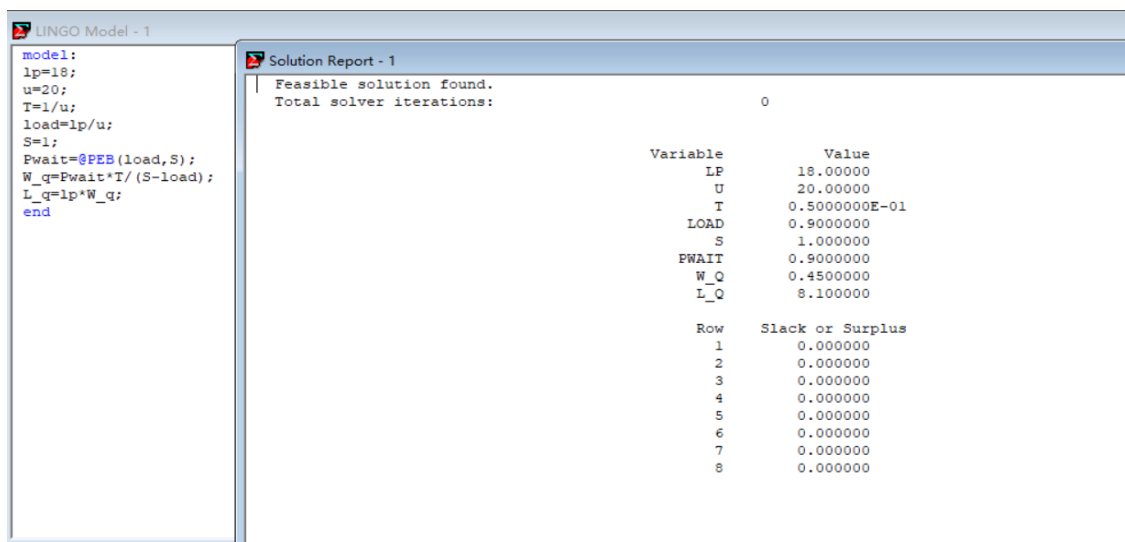 LINGO Model - 1
model:
lp=18;
u=20;
T=1/u;
load=lp/u;
S=1;
Pwait=@PEB(load,S);
W_q=Pwait*T/(S-load);
L_q=lp*W_q;
end
Solution Report - 1
Feasible solution found.
Total solver iterations: 0
Variable Value
LP 18.00000
U 20.00000
T 0.5000000E-01
LOAD 0.9000000
S 1.000000
PWAIT 0.9000000
W_Q 0.4500000
L_Q 8.100000
Row Slack or Surplus
1 0.000000
2 0.000000
3 0.000000
4 0.000000
5 0.000000
6 0.000000
7 0.000000
8 0.000000